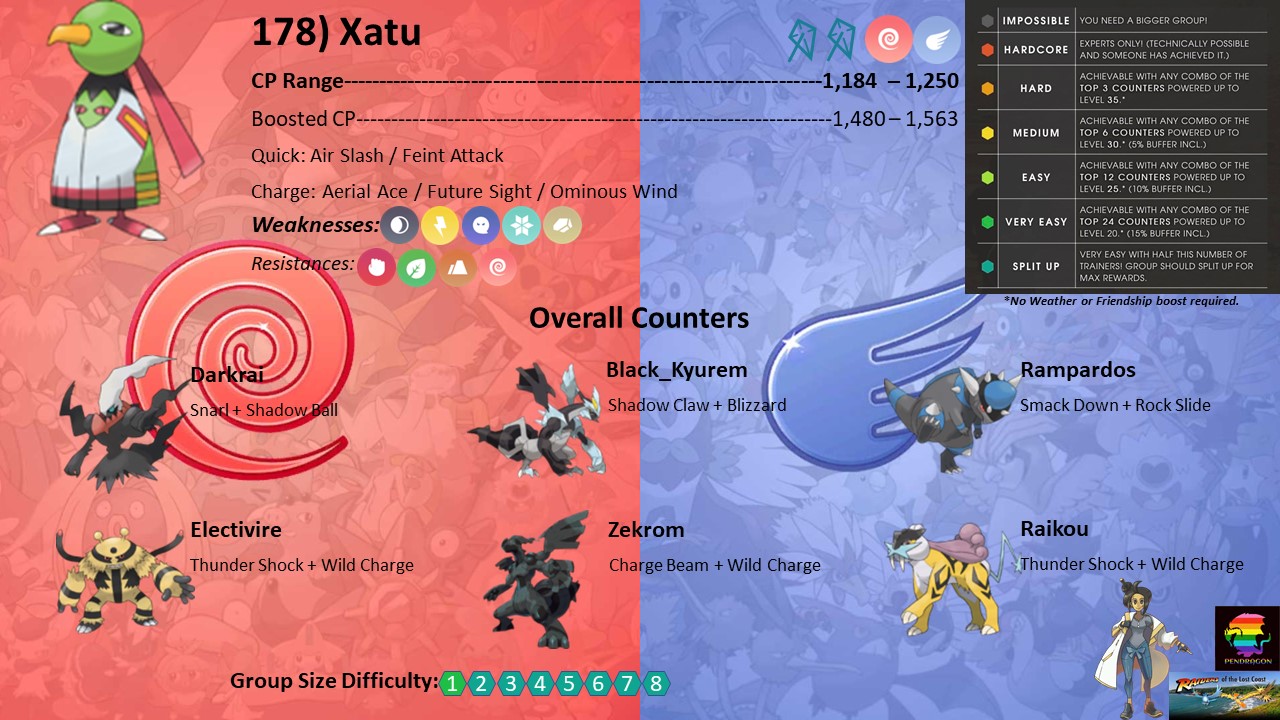 178) Xatu
CP Range---1,184 – 1,250
Boosted CP---1,480 – 1,563
Quick: Air Slash / Feint Attack
Charge: Aerial Ace / Future Sight / Ominous Wind
Weaknesses:
Resistances:
IMPOSSIBLE YOU NEED A BIGGER GROUP!
HARDCORE EXPERTS ONLY! (TECHNICALLY POSSIBLE
AND SOMEONE HAS ACHIEVED IT.)
HARD ACHIEVABLE WITH ANY COMBO OF THE
TOP 3 COUNTERS POWERED UP TO
LEVEL 35.*
MEDIUM ACHIEVABLE WITH ANY COMBO OF THE
TOP 6 COUNTERS POWERED UP TO
LEVEL 30.* (5% BUFFER INCL.)
EASY ACHIEVABLE WITH ANY COMBO OF THE
TOP 12 COUNTERS POWERED UP TO
LEVEL 25.* (10% BUFFER INCL.)
VERY EASY ACHIEVABLE WITH ANY COMBO OF THE
TOP 24 COUNTERS POWERED UP TO
LEVEL 20.* (15% BUFFER INCL.)
SPLIT UP VERY EASY WITH HALF THIS NUMBER OF
TRAINERS! GROUP SHOULD SPLIT UP FOR
MAX REWARDS.
*No Weather or Friendship boost required.
Overall Counters
Darkrai
Snarl + Shadow Ball
Black_Kyurem
Shadow Claw + Blizzard
Rampardos
Smack Down + Rock Slide
Electivire
Thunder Shock + Wild Charge
Zekrom
Charge Beam + Wild Charge
Raikou
Thunder Shock + Wild Charge
Group Size Difficulty: 1 2 3 4 5 6 7 8
PENDRAGON
RAIDERS of the Lost Coast